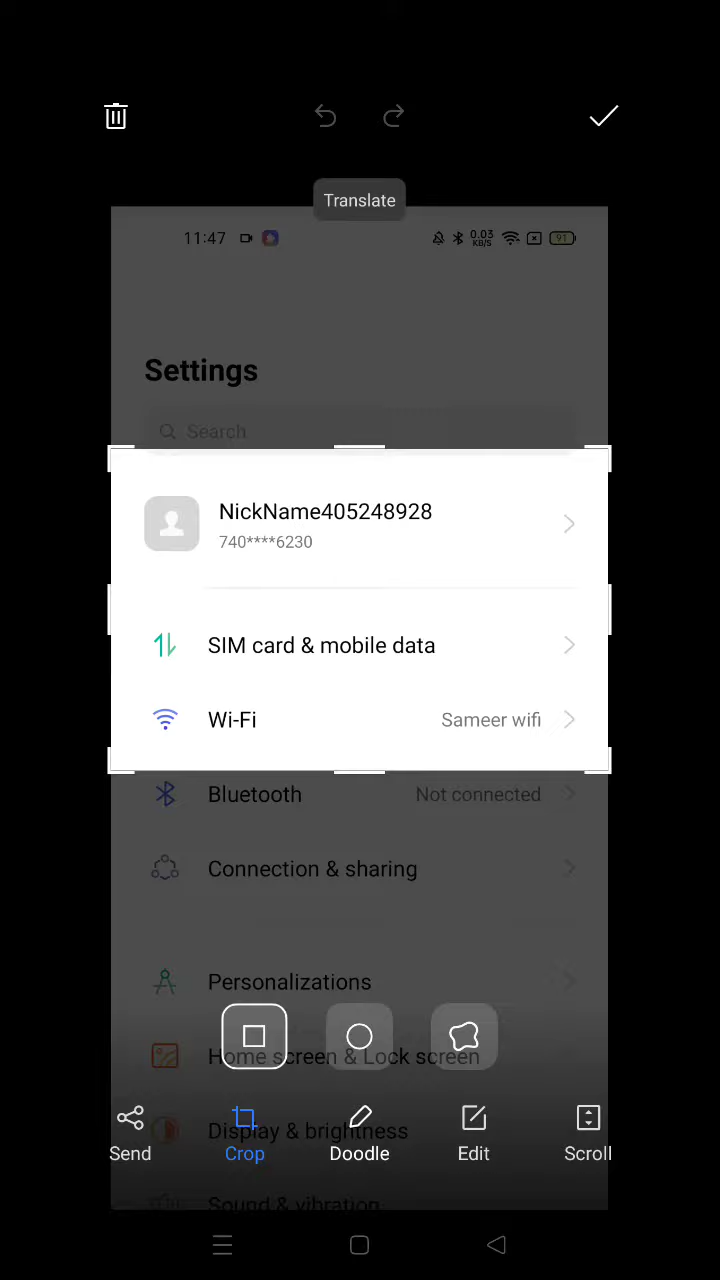 Translate
11:47 0.03 KB/S 91
Settings
Search
NickName405248928
740****6230
SIM card & mobile data
Wi-Fi Sameer wifi
Bluetooth Not connected
Connection & sharing
Personalizations
Home screen & Lock screen
Display & brightness
Send Crop Doodle Edit Scroll
Sound & vibration